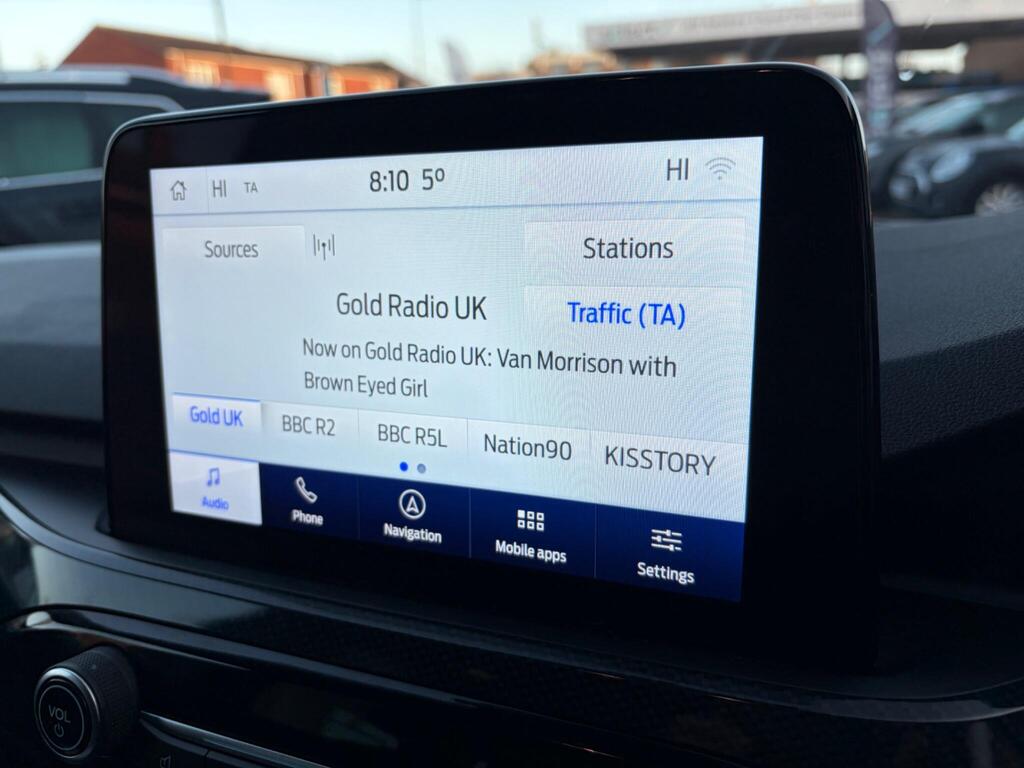 HI TA 8:10 5º HI
Sources Stations
Gold Radio UK Traffic (TA)
Now on Gold Radio UK: Van Morrison with
Brown Eyed Girl
Gold UK BBC R2 BBC R5L Nation90 KISSTORY
Audio Phone Navigation Mobile apps Settings
VOL